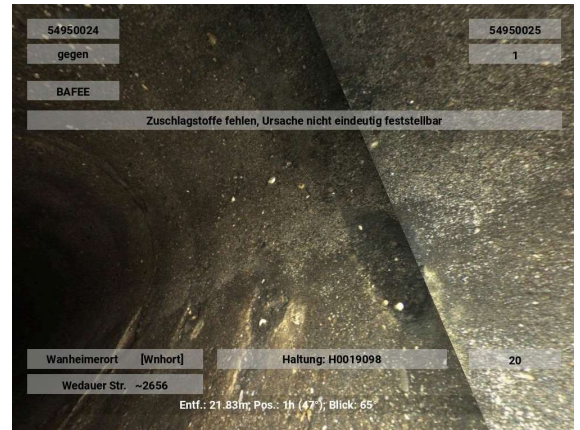 54950024
54950025
gegen
1
BAFEE
Zuschlagstoffe fehlen, Ursache nicht eindeutig feststellbar
Wanheimerort [Wnhort]
Haltung: H0019098
20
Wedauer Str. ~2656
Entf.: 21.83m; Pos.: 1h (47°); Blick: 65°